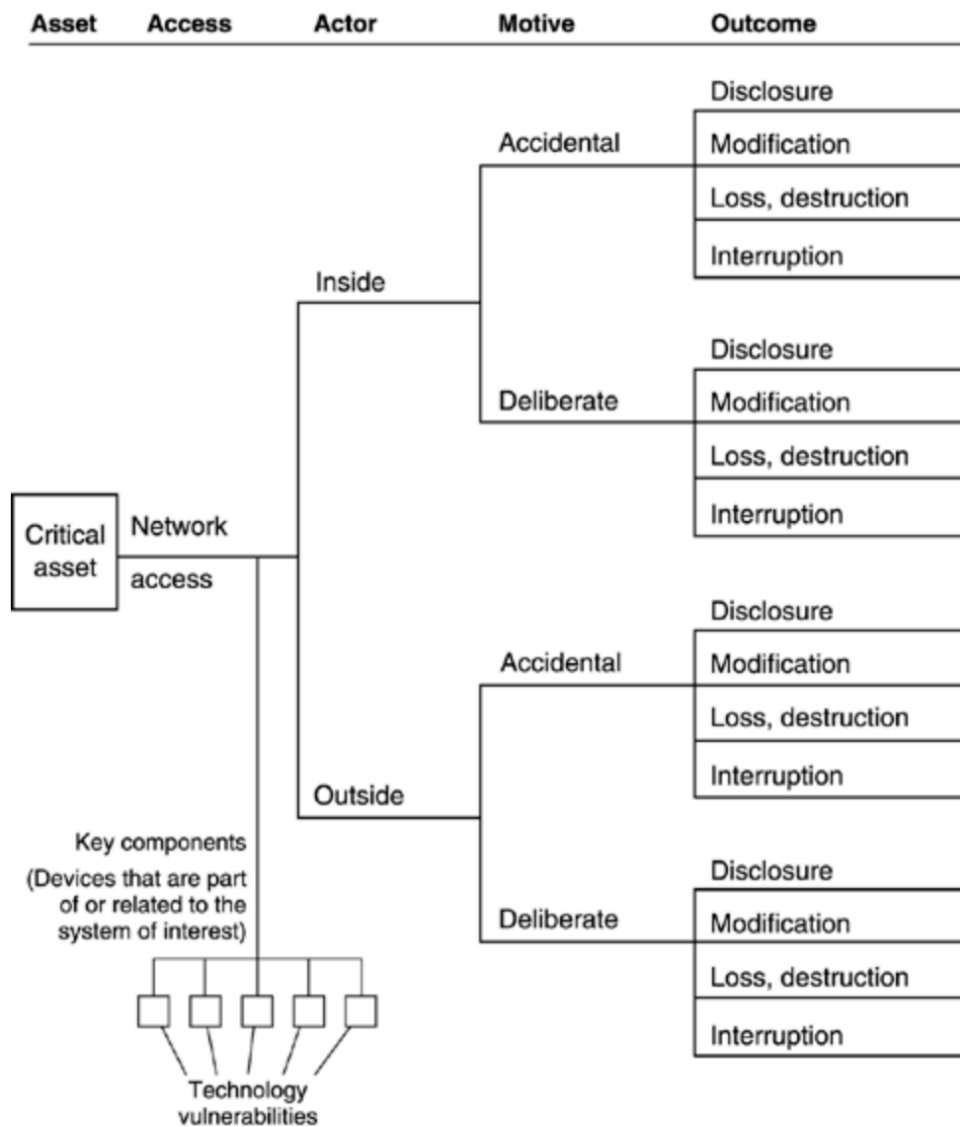 Asset Access Actor Motive Outcome
Disclosure
Accidental Modification
Loss, destruction
Inside Interruption
Disclosure
Deliberate Modification
Loss, destruction
Interruption
Critical
asset
Network
access
Disclosure
Accidental Modification
Loss, destruction
Interruption
Outside
Key components
(Devices that are part
of or related to the
system of interest)
Disclosure
Deliberate Modification
Loss, destruction
Interruption
Technology
vulnerabilities